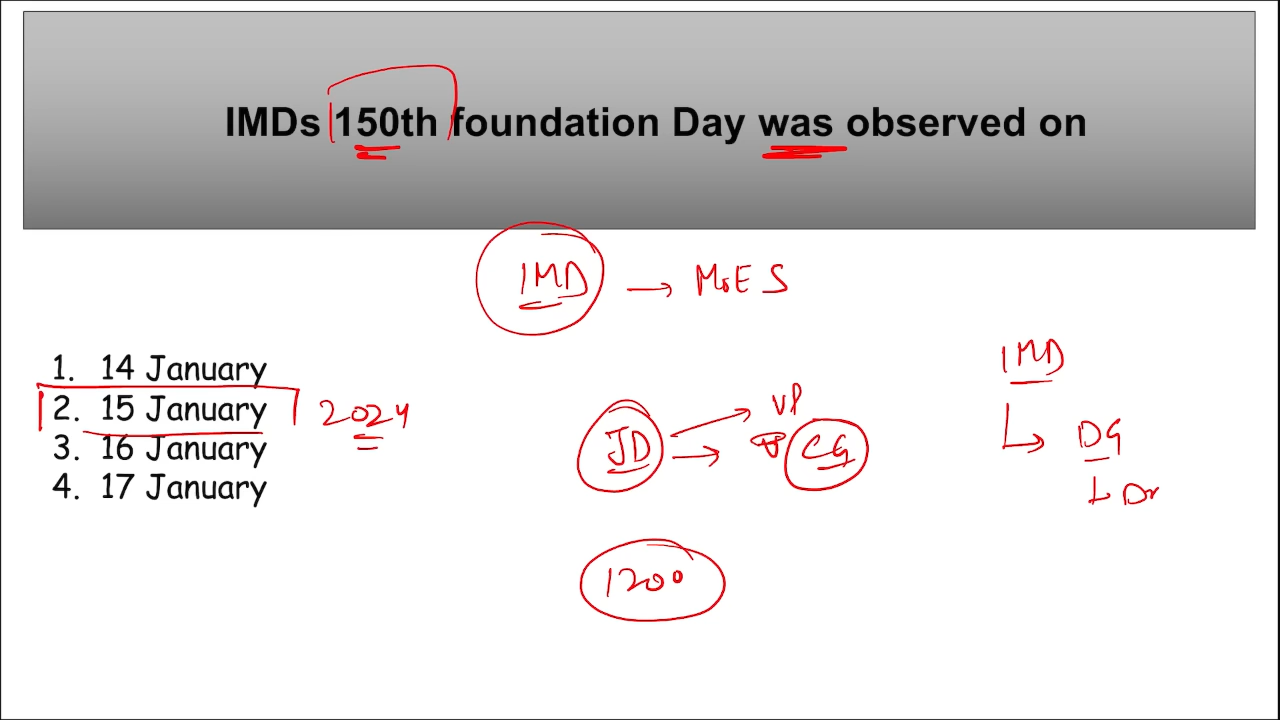 IMDs 150th foundation Day was observed on
IMD → MoES
1. 14 January
2. 15 January 2024
3. 16 January
4. 17 January
JD → VP
→ CG
IMD
DG
Dr
1200